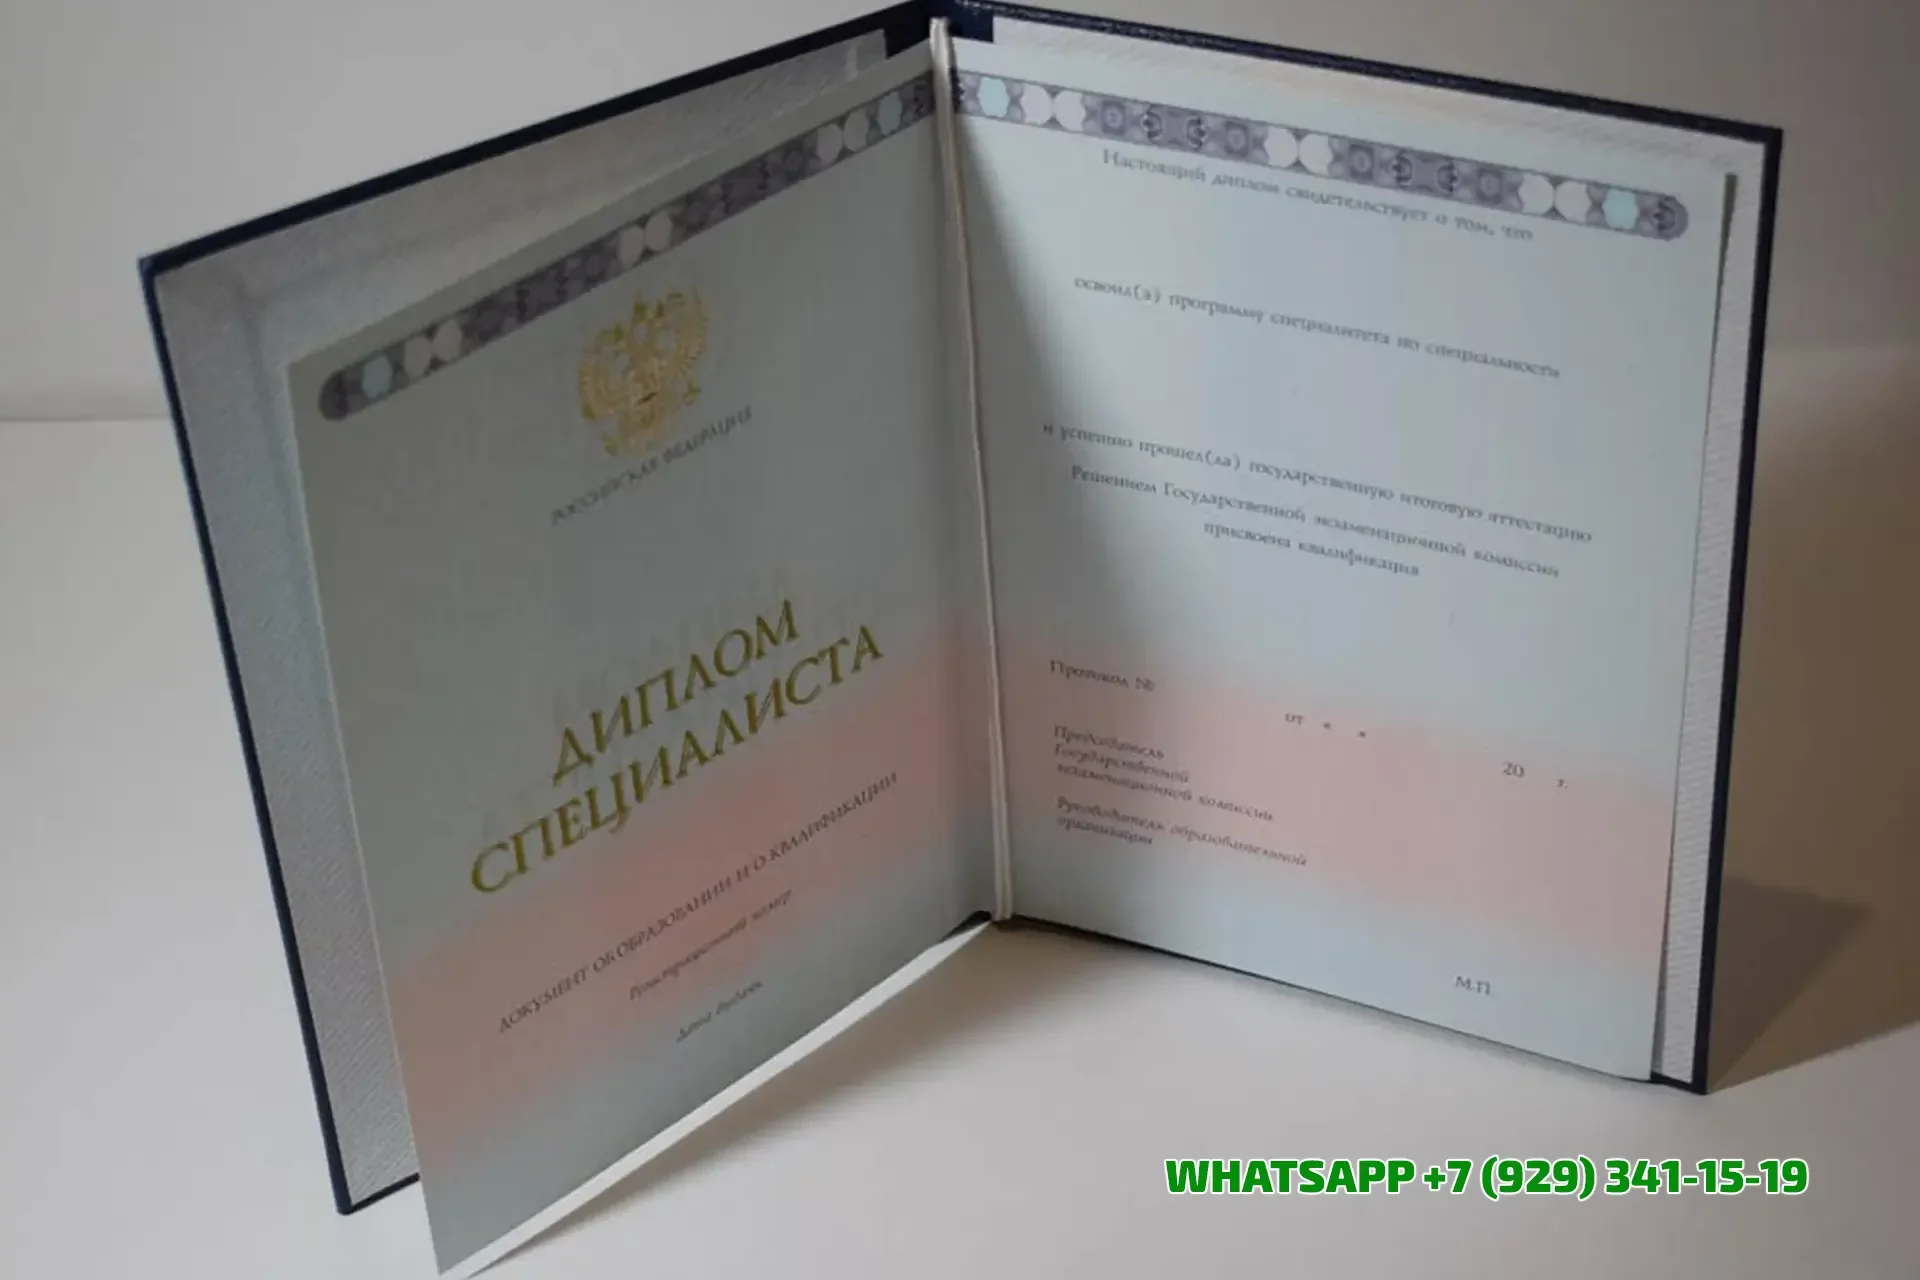 РОССИЙСКАЯ ФЕДЕРАЦИЯ
ДИПЛОМ
СПЕЦИАЛИСТА
ДОКУМЕНТ ОБ ОБРАЗОВАНИИ И О КВАЛИФИКАЦИИ
Регистрационный номер
Дата выдачи
Настоящий диплом свидетельствует о том, что
освоил(а) программу специалитета по специальности
и успешно прошел(ла) государственную итоговую аттестацию
Решением Государственной экзаменационной комиссии
присвоена квалификация
Протокол №
от « »
20 г.
Председатель
Государственной
экзаменационной комиссии
Руководитель образовательной
организации
М.П.
WHATSAPP +7 (929) 341-15-19